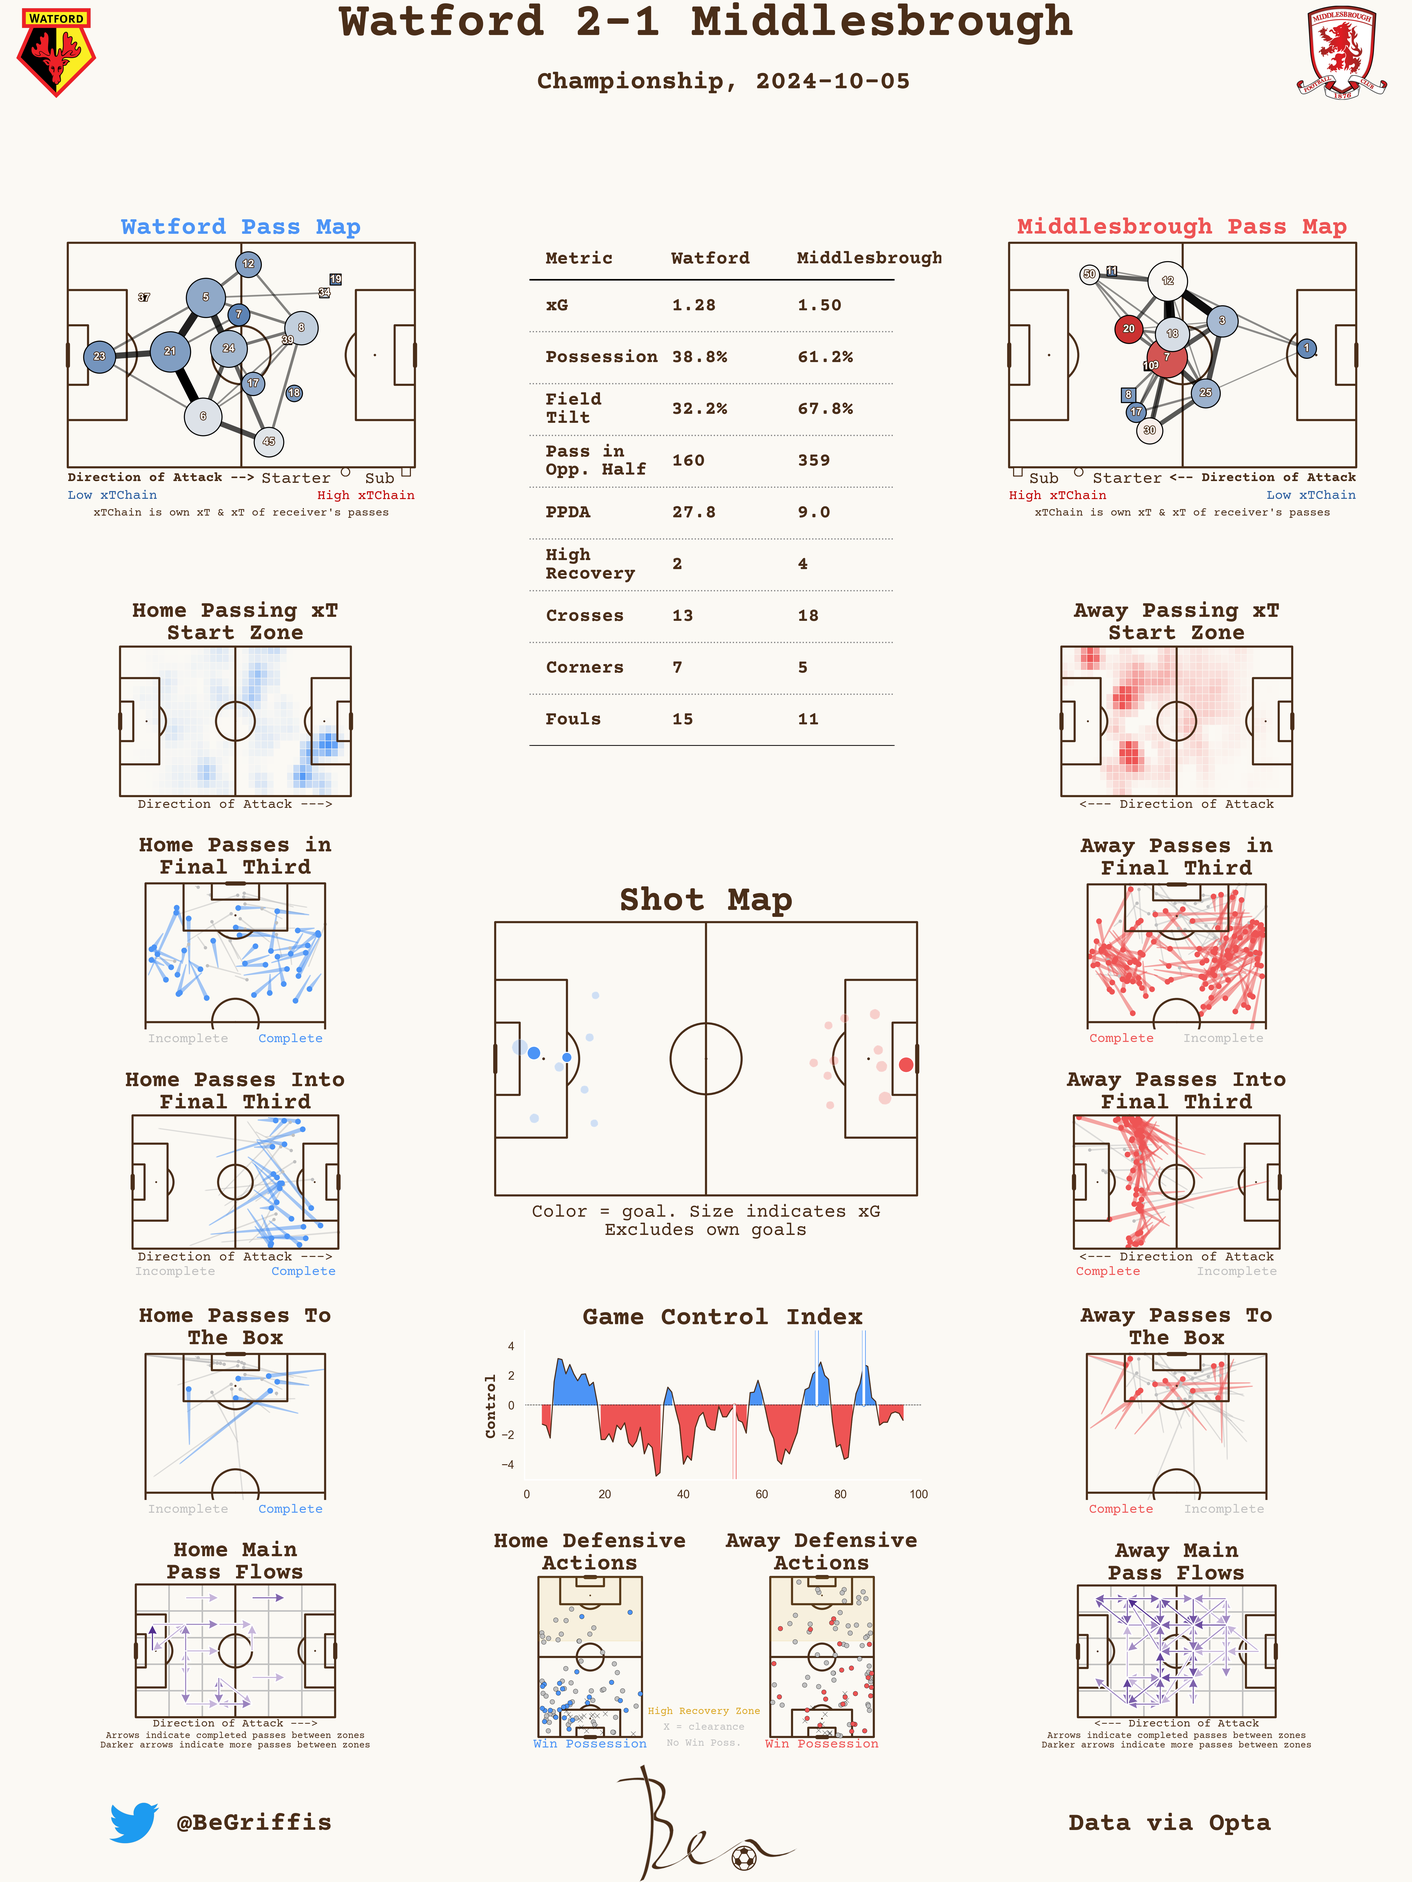 Watford 2-1 Middlesbrough
Championship, 2024-10-05
WATFORD
MIDDLESBROUGH
FOOTBALL CLUB
1876
Watford Pass Map
12
19
34
37
5
7
8
39
24
21
23
17
18
6
45
Direction of Attack --> Starter Sub
Low xTChain High xTChain
xTChain is own xT & xT of receiver's passes
Metric Watford Middlesbrough
xG 1.28 1.50
Possession 38.8% 61.2%
Field
Tilt 32.2% 67.8%
Pass in
Opp. Half 160 359
PPDA 27.8 9.0
High
Recovery 2 4
Crosses 13 18
Corners 7 5
Fouls 15 11
Middlesbrough Pass Map
50
11
12
3
20
18
1
7
10
8
25
17
30
Sub Starter <-- Direction of Attack
High xTChain Low xTChain
xTChain is own xT & xT of receiver's passes
Home Passing xT
Start Zone
Direction of Attack --->
Away Passing xT
Start Zone
<--- Direction of Attack
Home Passes in
Final Third
Incomplete Complete
Away Passes in
Final Third
Complete Incomplete
Shot Map
Color = goal. Size indicates xG
Excludes own goals
Home Passes Into
Final Third
Direction of Attack --->
Incomplete Complete
Away Passes Into
Final Third
<--- Direction of Attack
Complete Incomplete
Home Passes To
The Box
Incomplete Complete
Game Control Index
Control
4
2
0
−2
−4
0 20 40 60 80 100
Away Passes To
The Box
Complete Incomplete
Home Main
Pass Flows
Direction of Attack --->
Arrows indicate completed passes between zones
Darker arrows indicate more passes between zones
Home Defensive
Actions
Win Possession
Away Defensive
Actions
Win Possession
High Recovery Zone
X = clearance
No Win Poss.
Away Main
Pass Flows
<--- Direction of Attack
Arrows indicate completed passes between zones
Darker arrows indicate more passes between zones
@BeGriffis
Ben
Data via Opta